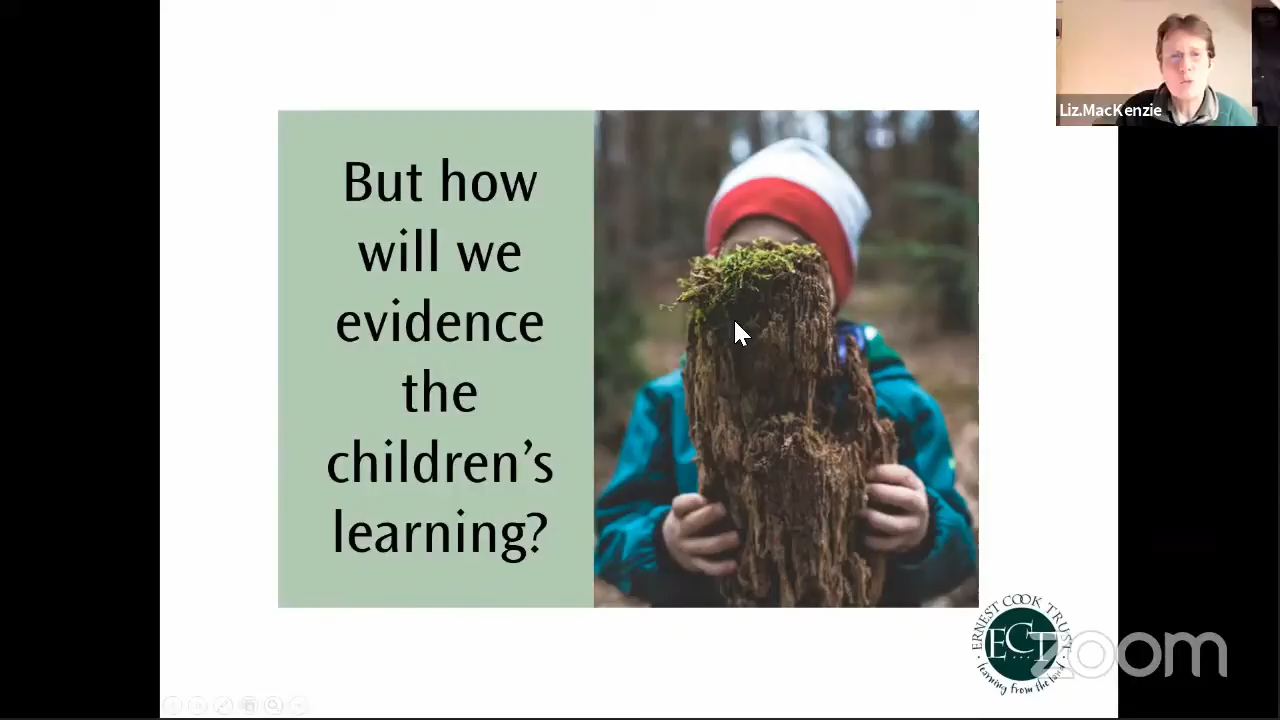 Liz.MacKenzie
But how
will we
evidence
the
children's
learning?
ERNEST COOK TRUST
ECT
learning from the land
zoom